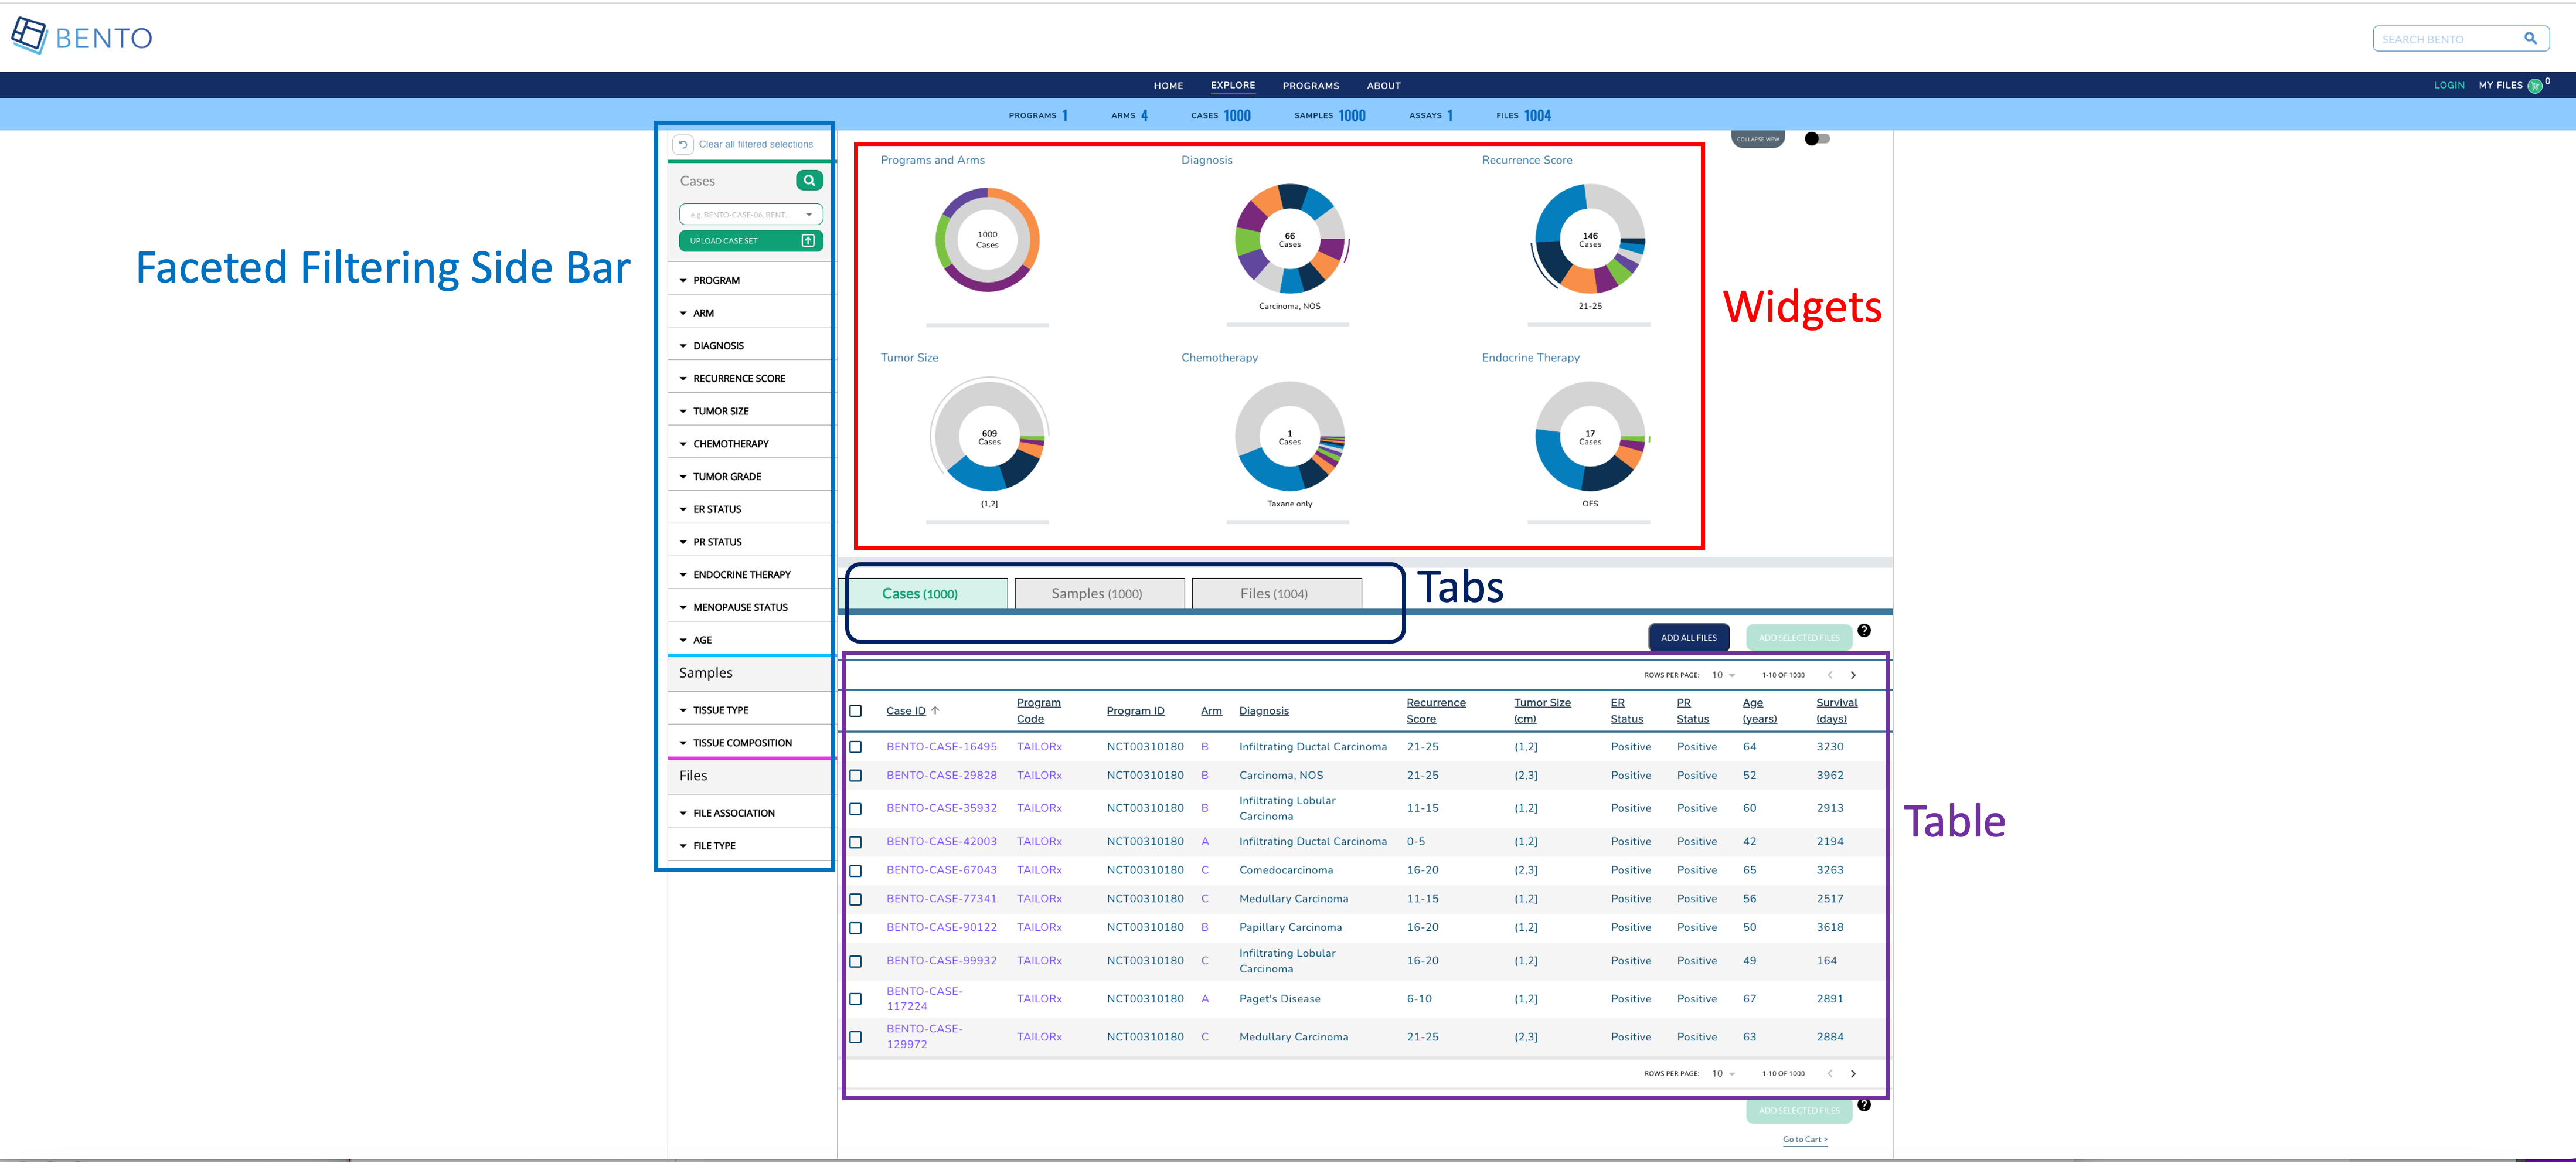 BENTO
SEARCH BENTO
HOME EXPLORE PROGRAMS ABOUT
LOGIN MY FILES 0
PROGRAMS 1 ARMS 4 CASES 1000 SAMPLES 1000 ASSAYS 1 FILES 1004
Faceted Filtering Side Bar
Clear all filtered selections
Cases
e.g. BENTO-CASE-06, BENT...
UPLOAD CASE SET
PROGRAM
ARM
DIAGNOSIS
RECURRENCE SCORE
TUMOR SIZE
CHEMOTHERAPY
TUMOR GRADE
ER STATUS
PR STATUS
ENDOCRINE THERAPY
MENOPAUSE STATUS
AGE
Samples
TISSUE TYPE
TISSUE COMPOSITION
Files
FILE ASSOCIATION
FILE TYPE
COLLAPSE VIEW
Programs and Arms
1000
Cases
Diagnosis
66
Cases
Carcinoma, NOS
Recurrence Score
146
Cases
21-25
Widgets
Tumor Size
609
Cases
(1,2]
Chemotherapy
1
Cases
Taxane only
Endocrine Therapy
17
Cases
OFS
Cases (1000) Samples (1000) Files (1004)
Tabs
ADD ALL FILES ADD SELECTED FILES ?
ROWS PER PAGE: 10 1-10 OF 1000
Case ID Program Code Program ID Arm Diagnosis Recurrence Score Tumor Size (cm) ER Status PR Status Age (years) Survival (days)
BENTO-CASE-16495 TAILORx NCT00310180 B Infiltrating Ductal Carcinoma 21-25 (1,2] Positive Positive 64 3230
BENTO-CASE-29828 TAILORx NCT00310180 B Carcinoma, NOS 21-25 (2,3] Positive Positive 52 3962
BENTO-CASE-35932 TAILORx NCT00310180 B Infiltrating Lobular Carcinoma 11-15 (1,2] Positive Positive 60 2913
BENTO-CASE-42003 TAILORx NCT00310180 A Infiltrating Ductal Carcinoma 0-5 (1,2] Positive Positive 42 2194
BENTO-CASE-67043 TAILORx NCT00310180 C Comedocarcinoma 16-20 (2,3] Positive Positive 65 3263
BENTO-CASE-77341 TAILORx NCT00310180 C Medullary Carcinoma 11-15 (1,2] Positive Positive 56 2517
BENTO-CASE-90122 TAILORx NCT00310180 B Papillary Carcinoma 16-20 (1,2] Positive Positive 50 3618
BENTO-CASE-99932 TAILORx NCT00310180 C Infiltrating Lobular Carcinoma 16-20 (1,2] Positive Positive 49 164
BENTO-CASE-117224 TAILORx NCT00310180 A Paget's Disease 6-10 (1,2] Positive Positive 67 2891
BENTO-CASE-129972 TAILORx NCT00310180 C Medullary Carcinoma 21-25 (2,3] Positive Positive 63 2884
Table
ROWS PER PAGE: 10 1-10 OF 1000
ADD SELECTED FILES ?
Go to Cart >